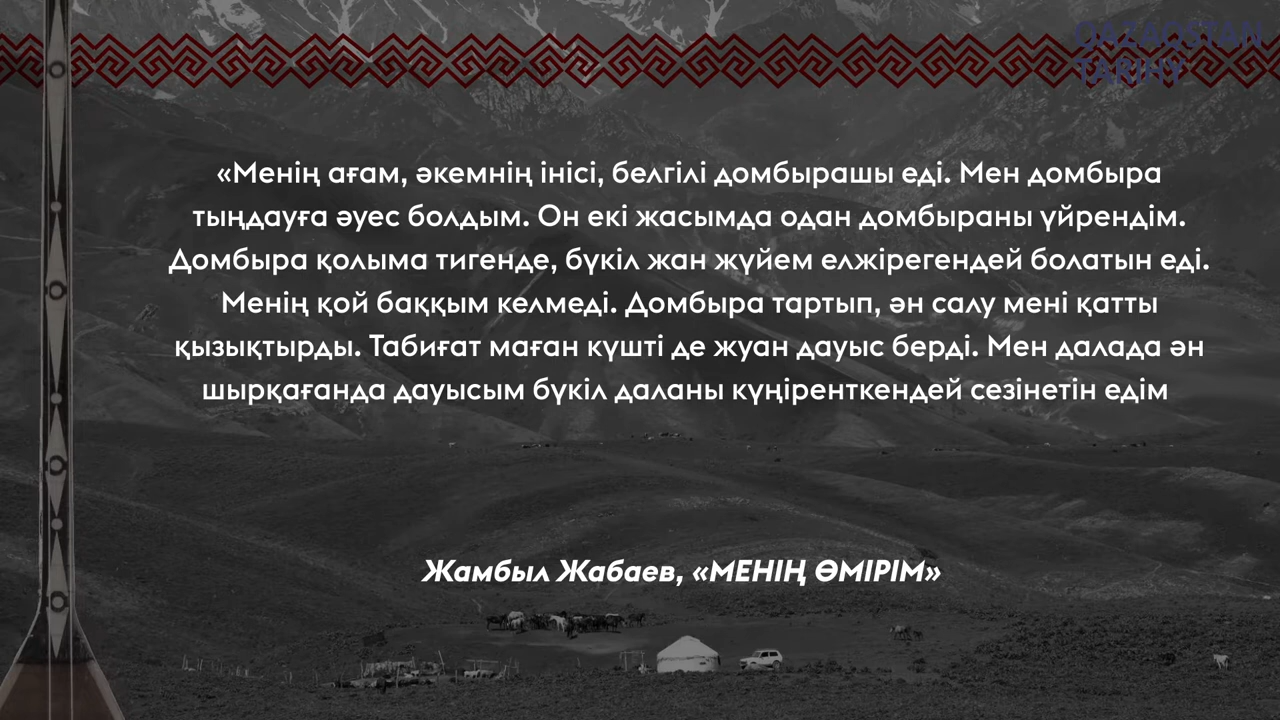 QAZAQSTAN
TARIHY
«Менің ағам, әкемнің інісі, белгілі домбырашы еді. Мен домбыра
тыңдауға әуес болдым. Он екі жасымда одан домбыраны үйрендім.
Домбыра қолыма тигенде, бүкіл жан жүйем елжірегендей болатын еді.
Менің қой баққым келмеді. Домбыра тартып, ән салу мені қатты
қызықтырды. Табиғат маған күшті де жуан дауыс берді. Мен далада ән
шырқағанда дауысым бүкіл даланы күңіренткендей сезінетін едім
Жамбыл Жабаев, «МЕНІҢ ӨМІРІМ»